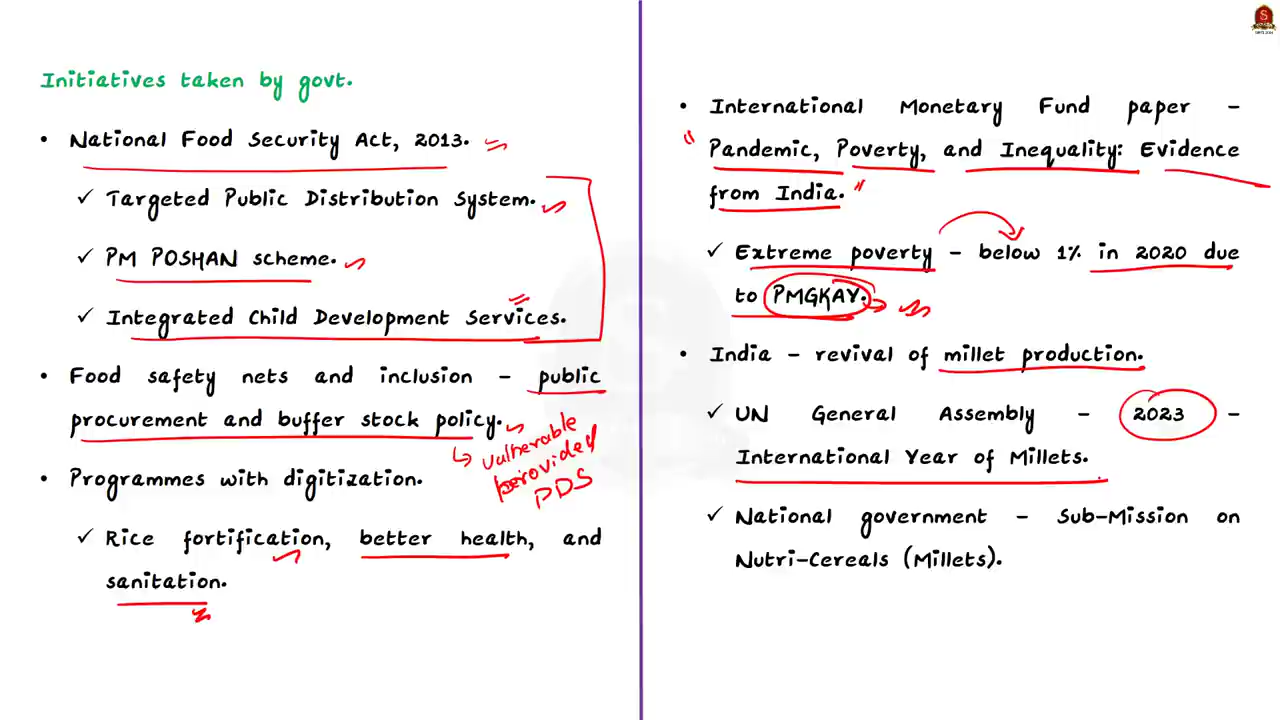 Initiatives taken by govt.
• National Food Security Act, 2013.
✓ Targeted Public Distribution System.
✓ PM POSHAN scheme.
✓ Integrated Child Development Services.
• Food safety nets and inclusion – public
procurement and buffer stock policy.
vulnerable
provided
PDS
• Programmes with digitization.
✓ Rice fortification, better health, and
sanitation.
• International Monetary Fund paper –
" Pandemic, Poverty, and Inequality: Evidence
from India. "
✓ Extreme poverty – below 1% in 2020 due
to PMGKAY.
• India – revival of millet production.
✓ UN General Assembly – 2023 –
International Year of Millets.
✓ National government – Sub-Mission on
Nutri-Cereals (Millets).